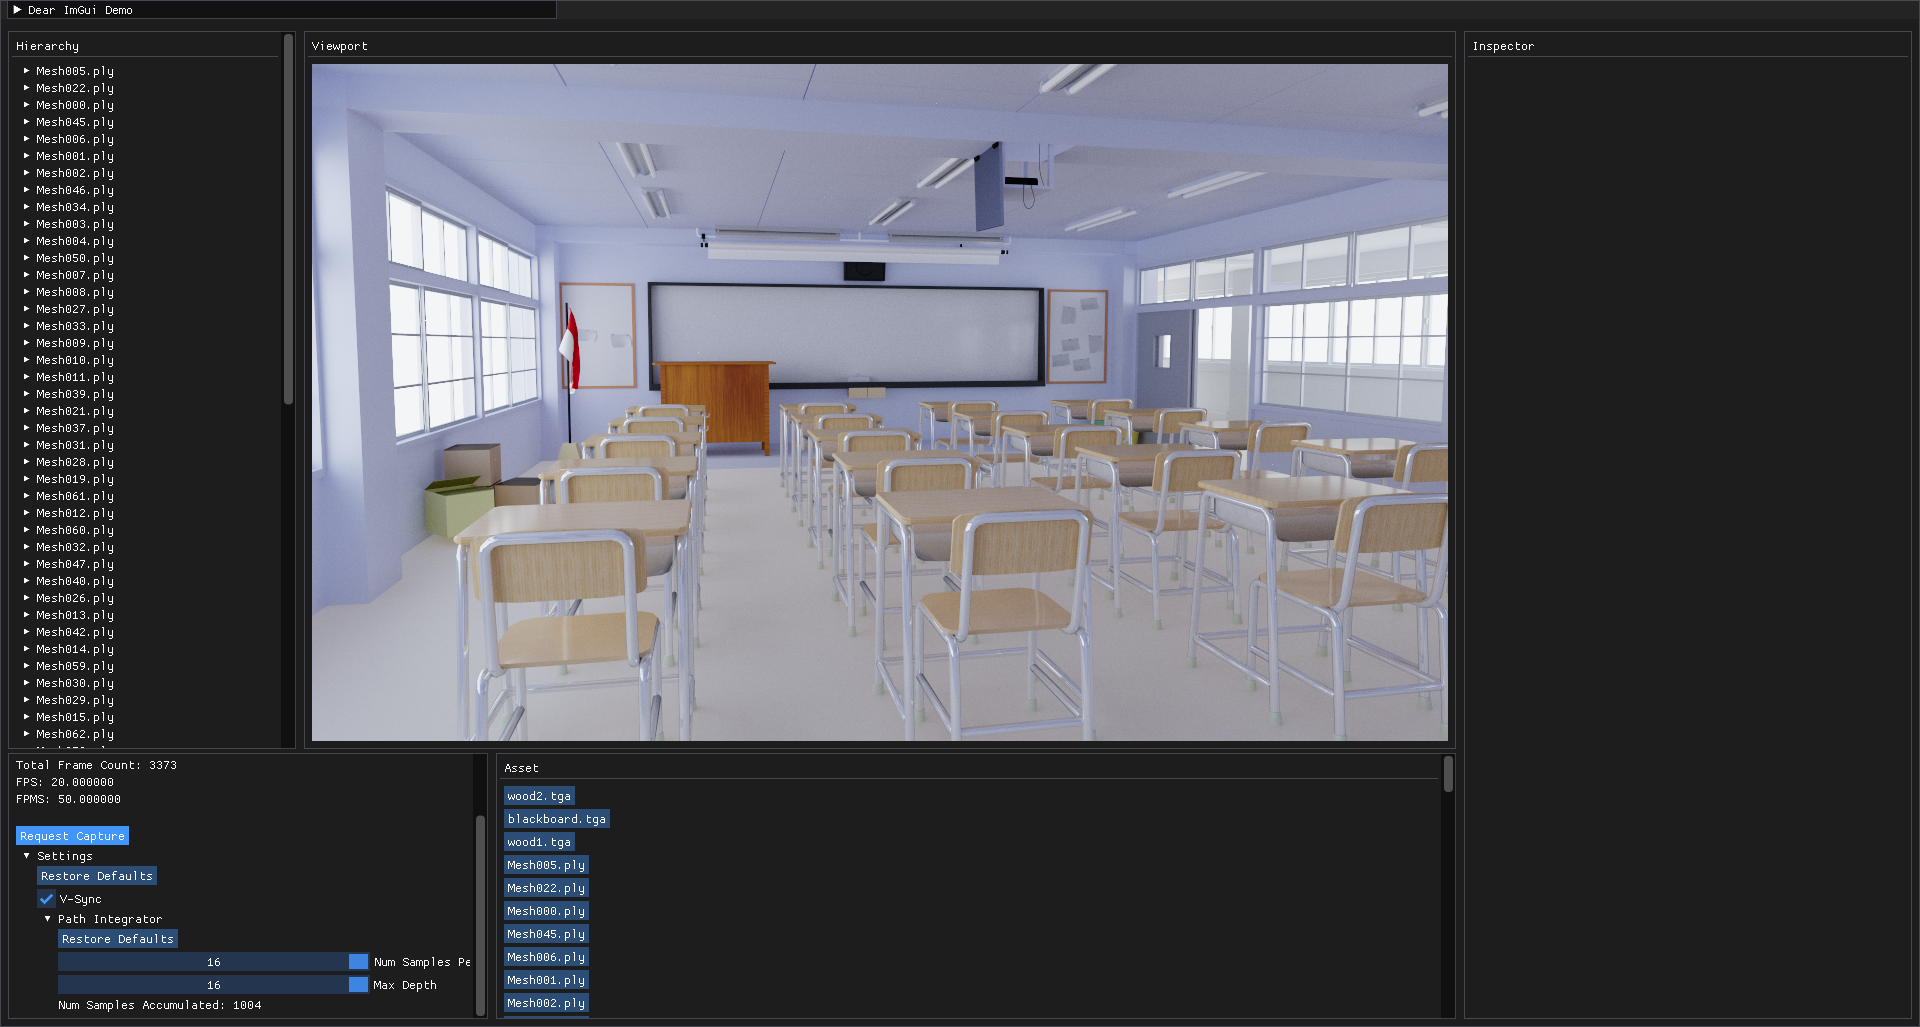 Dear ImGui Demo
Hierarchy
Mesh005.ply
Mesh022.ply
Mesh000.ply
Mesh045.ply
Mesh006.ply
Mesh001.ply
Mesh002.ply
Mesh046.ply
Mesh034.ply
Mesh003.ply
Mesh004.ply
Mesh050.ply
Mesh007.ply
Mesh008.ply
Mesh027.ply
Mesh033.ply
Mesh009.ply
Mesh010.ply
Mesh011.ply
Mesh039.ply
Mesh021.ply
Mesh037.ply
Mesh031.ply
Mesh028.ply
Mesh019.ply
Mesh061.ply
Mesh012.ply
Mesh060.ply
Mesh032.ply
Mesh047.ply
Mesh040.ply
Mesh026.ply
Mesh013.ply
Mesh042.ply
Mesh014.ply
Mesh059.ply
Mesh030.ply
Mesh029.ply
Mesh015.ply
Mesh062.ply
Viewport
Inspector
Total Frame Count: 3373
FPS: 20.000000
FPMS: 50.000000
Request Capture
Settings
Restore Defaults
V-Sync
Path Integrator
Restore Defaults
16 Num Samples Pe
16 Max Depth
Num Samples Accumulated: 1004
Asset
wood2.tga
blackboard.tga
wood1.tga
Mesh005.ply
Mesh022.ply
Mesh000.ply
Mesh045.ply
Mesh006.ply
Mesh001.ply
Mesh002.ply